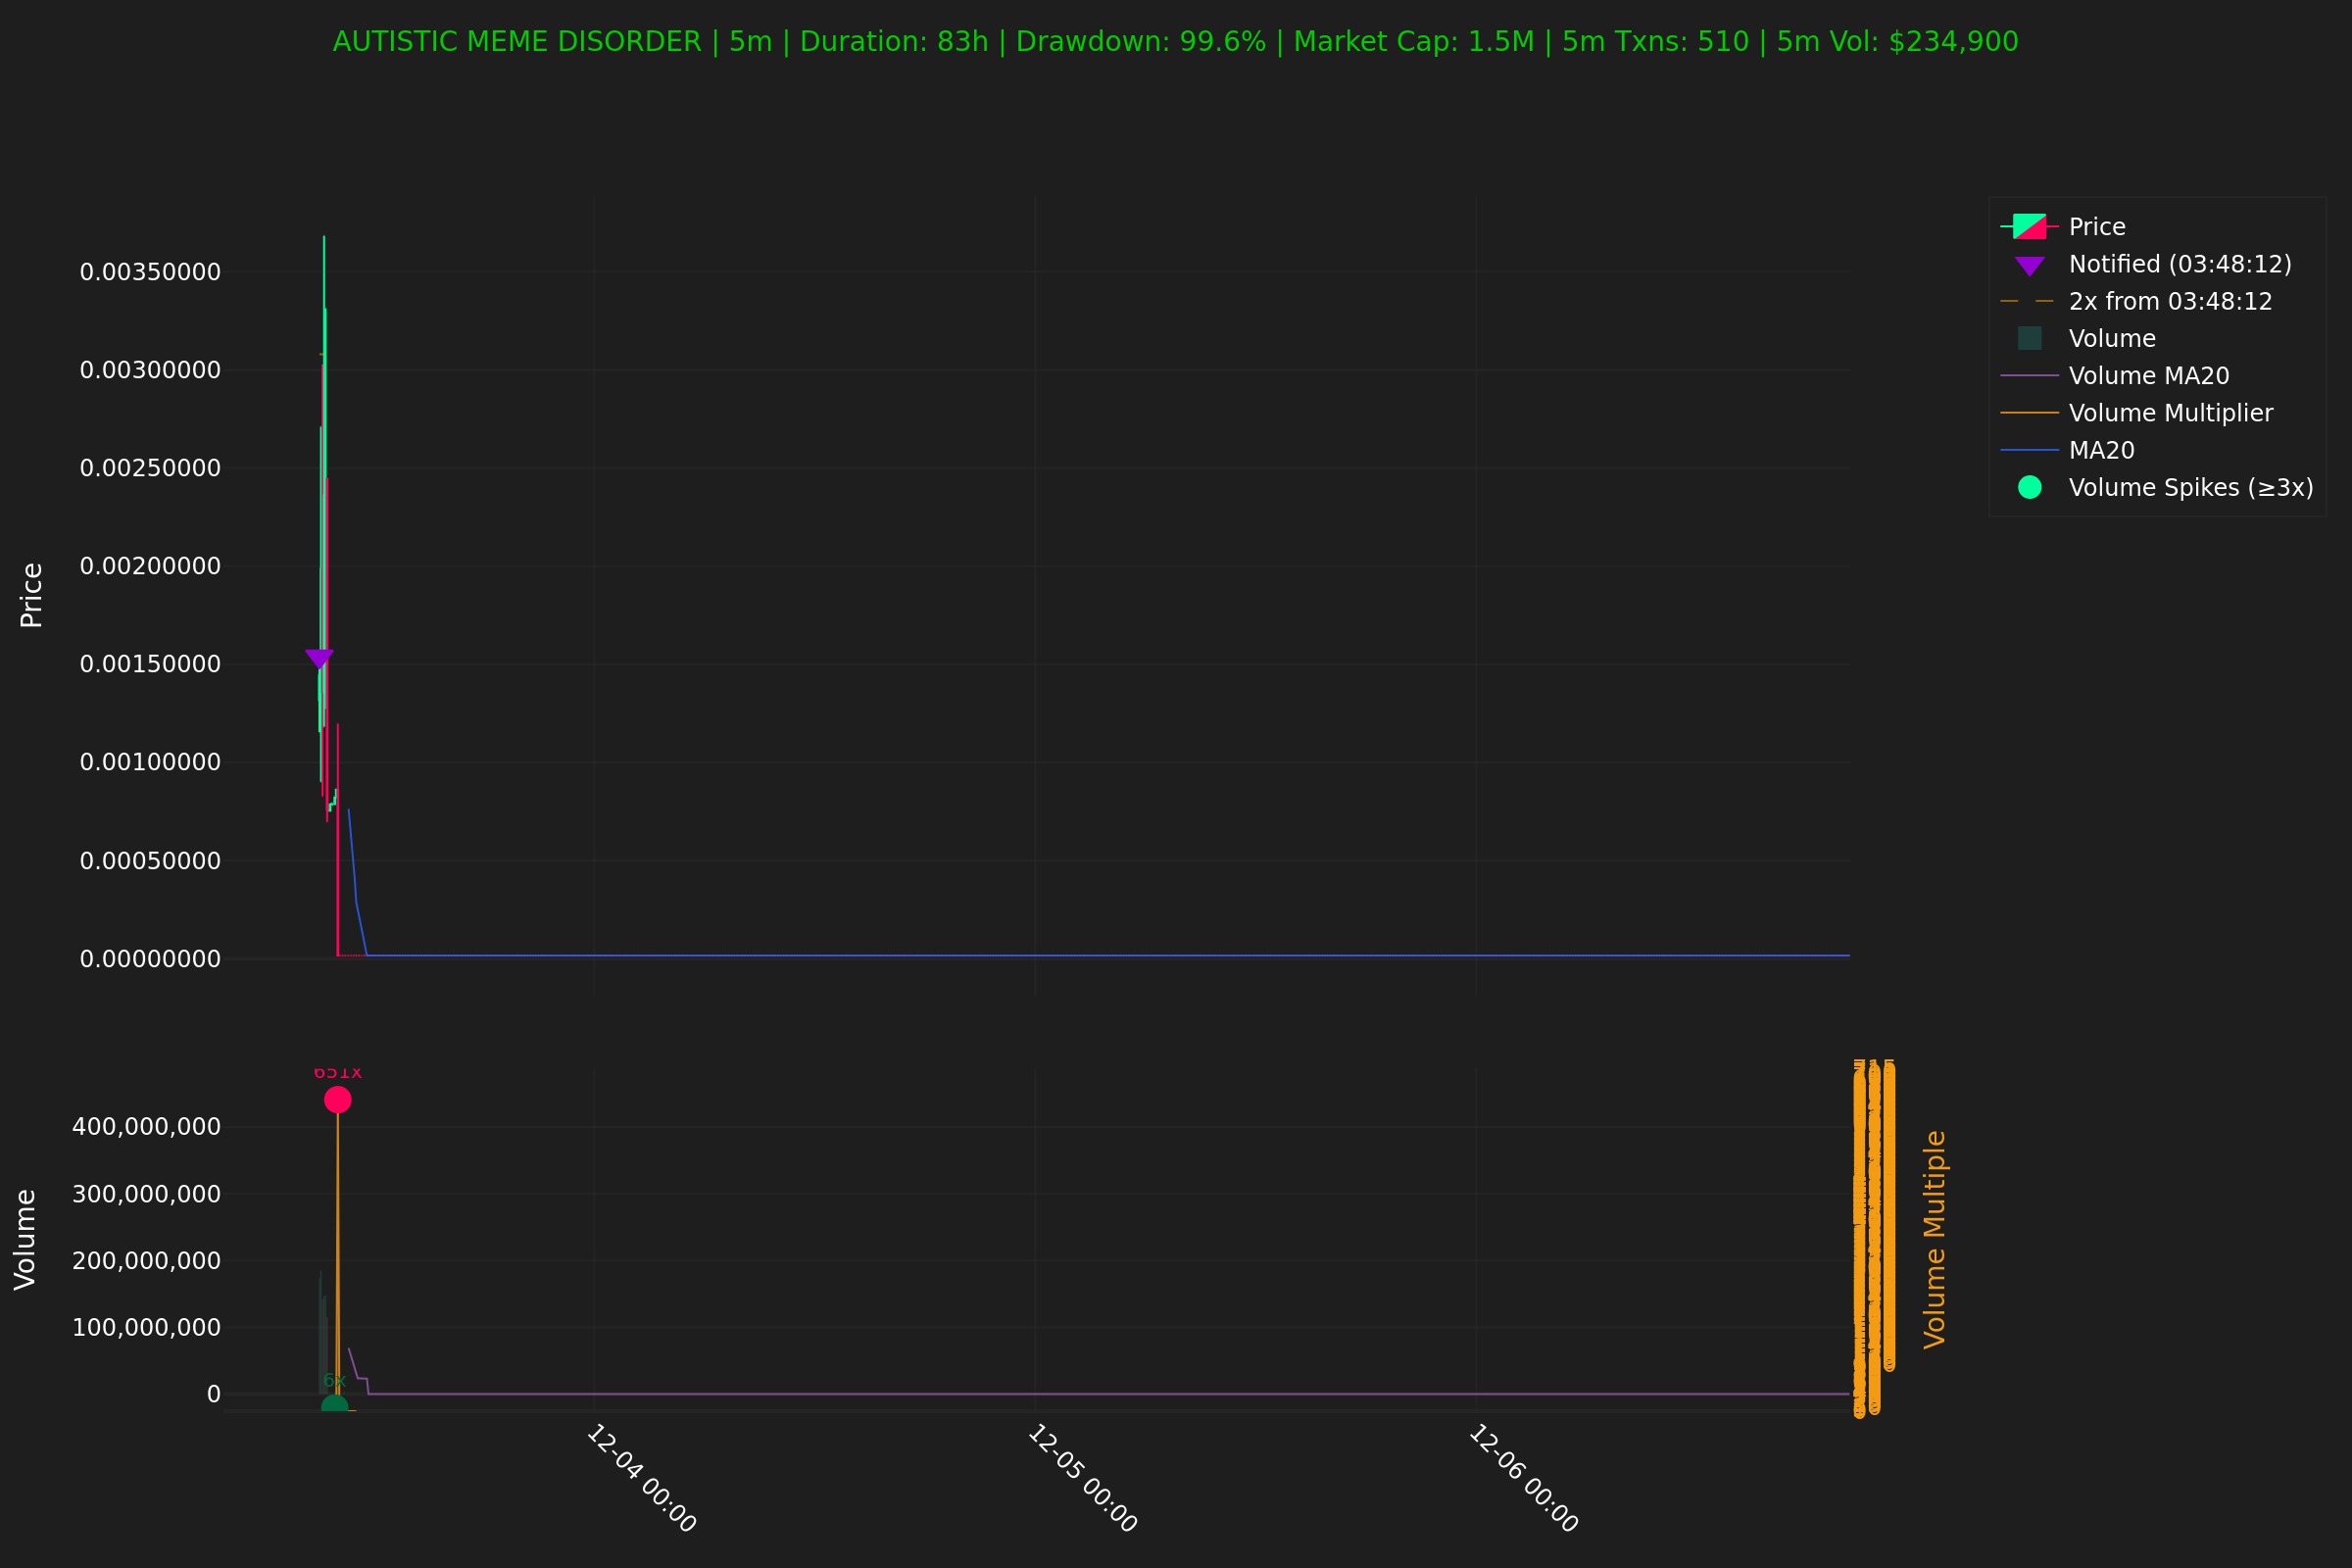 AUTISTIC MEME DISORDER | 5m | Duration: 83h | Drawdown: 99.6% | Market Cap: 1.5M | 5m Txns: 510 | 5m Vol: $234,900
Price
0.00350000
0.00300000
0.00250000
0.00200000
0.00150000
0.00100000
0.00050000
0.00000000
Price
Notified (03:48:12)
2x from 03:48:12
Volume
Volume MA20
Volume Multiplier
MA20
Volume Spikes (≥3x)
Volume
400,000,000
300,000,000
200,000,000
100,000,000
0
651x
6x
Volume Multiple
12-04 00:00
12-05 00:00
12-06 00:00